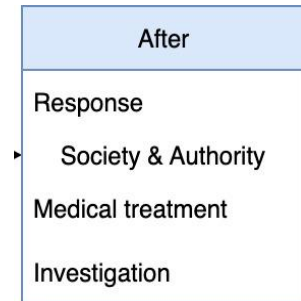 After
Response
Society & Authority
Medical treatment
Investigation